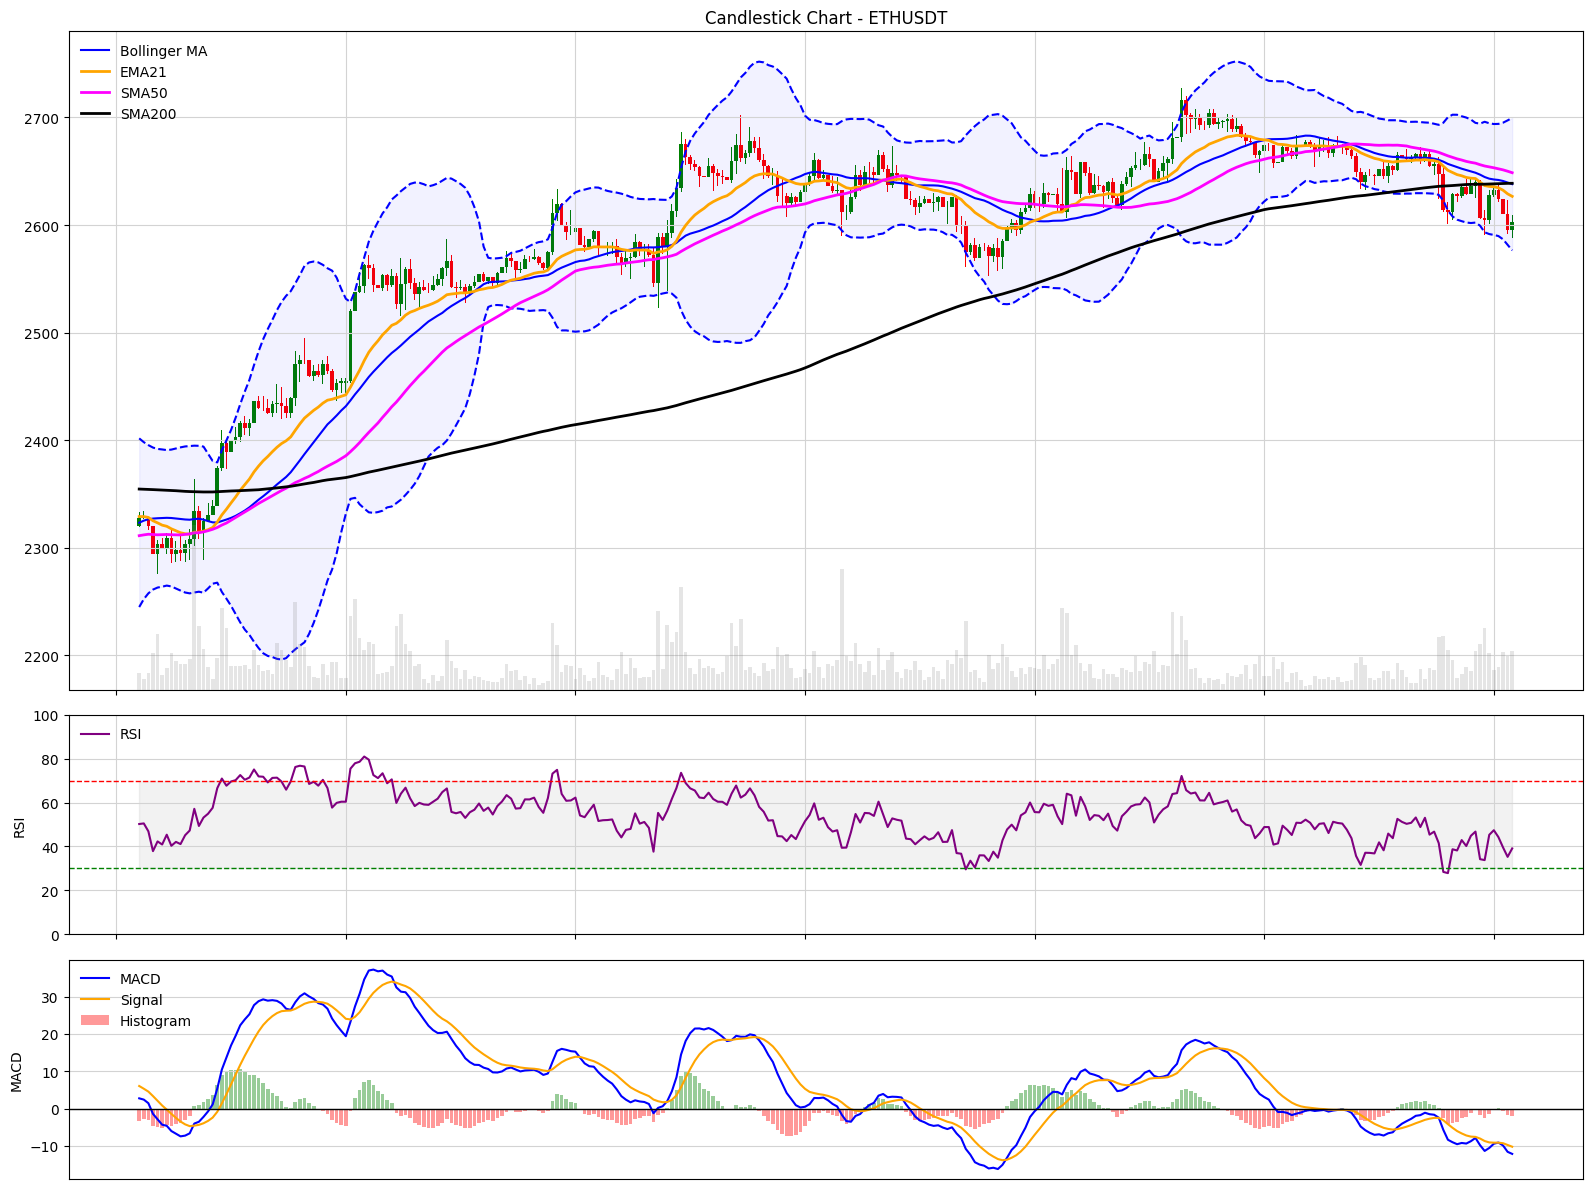 Candlestick Chart - ETHUSDT
Bollinger MA
EMA21
SMA50
SMA200
2700
2600
2500
2400
2300
2200
100
RSI
80
60
40
20
0
RSI
MACD
Signal
Histogram
30
20
10
0
−10
MACD